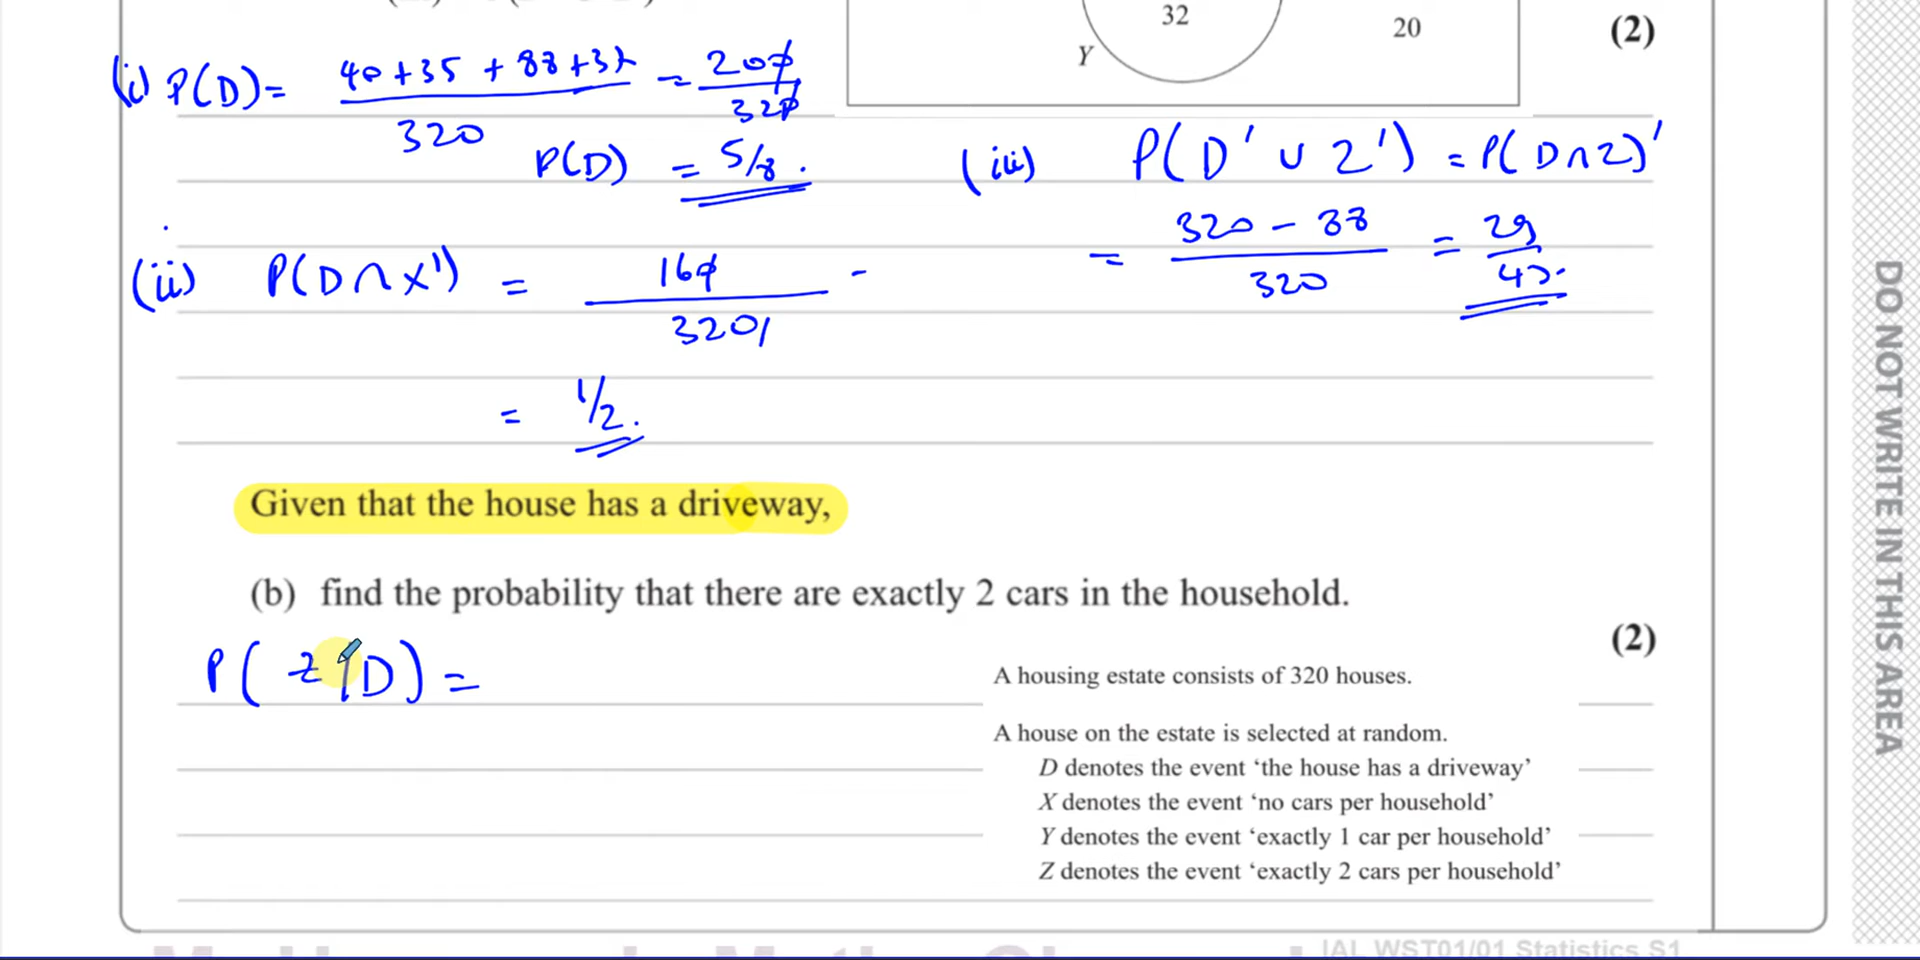 32
20
(2)
Y
(i) P(D) = 40+35+88+37 / 320 = 200 / 320
P(D) = 5/8.
(iii) P(D' ∪ Z') = P(D∩Z)'
= 320 - 88 / 320 = 29 / 40.
(ii) P(D∩X') = 160 / 320
= 1/2.
Given that the house has a driveway,
(b) find the probability that there are exactly 2 cars in the household.
(2)
P( Z | D) =
A housing estate consists of 320 houses.
A house on the estate is selected at random.
D denotes the event ‘the house has a driveway’
X denotes the event ‘no cars per household’
Y denotes the event ‘exactly 1 car per household’
Z denotes the event ‘exactly 2 cars per household’
DO NOT WRITE IN THIS AREA
IAL WST01/01 Statistics S1